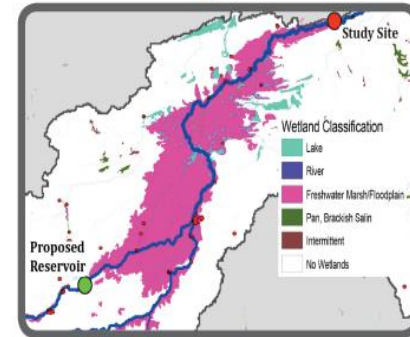 Study Site
Wetland Classification
Lake
River
Freshwater Marsh/Floodplain
Pan, Brackish Salin
Intermittent
No Wetlands
Proposed
Reservoir